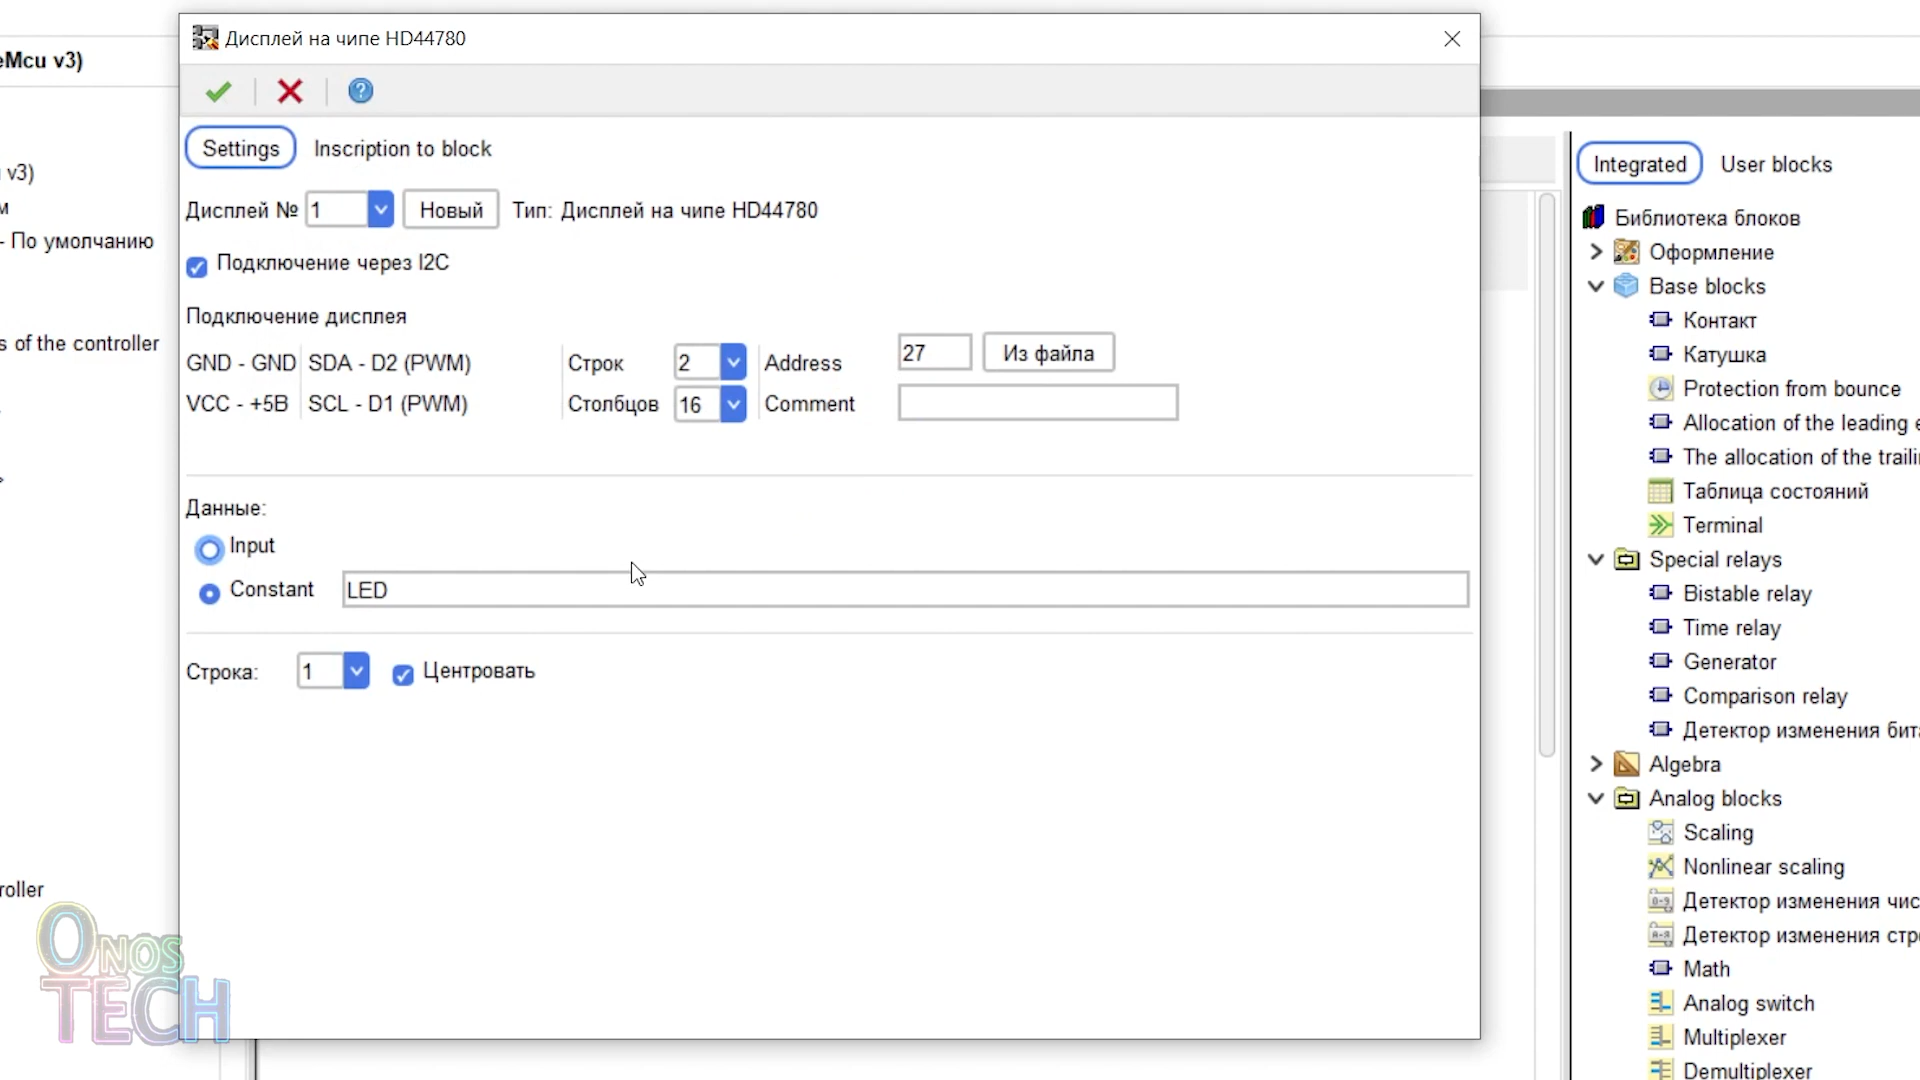 Дисплей на чипе HD44780
eMcu v3)
Settings
Inscription to block
Дисплей № 1 Новый Тип: Дисплей на чипе HD44780
Подключение через I2C
Подключение дисплея
GND - GND SDA - D2 (PWM) Строк 2 Address 27 Из файла
VCC - +5В SCL - D1 (PWM) Столбцов 16 Comment
Данные:
Input
Constant LED
Строка: 1 Центровать
v3)
м
- По умолчанию
s of the controller
roller
ONOS
TECH
Integrated User blocks
Библиотека блоков
Оформление
Base blocks
Контакт
Катушка
Protection from bounce
Allocation of the leading e
The allocation of the traili
Таблица состояний
Terminal
Special relays
Bistable relay
Time relay
Generator
Comparison relay
Детектор изменения бит
Algebra
Analog blocks
Scaling
Nonlinear scaling
Детектор изменения чис
Детектор изменения стр
Math
Analog switch
Multiplexer
Demultiplexer